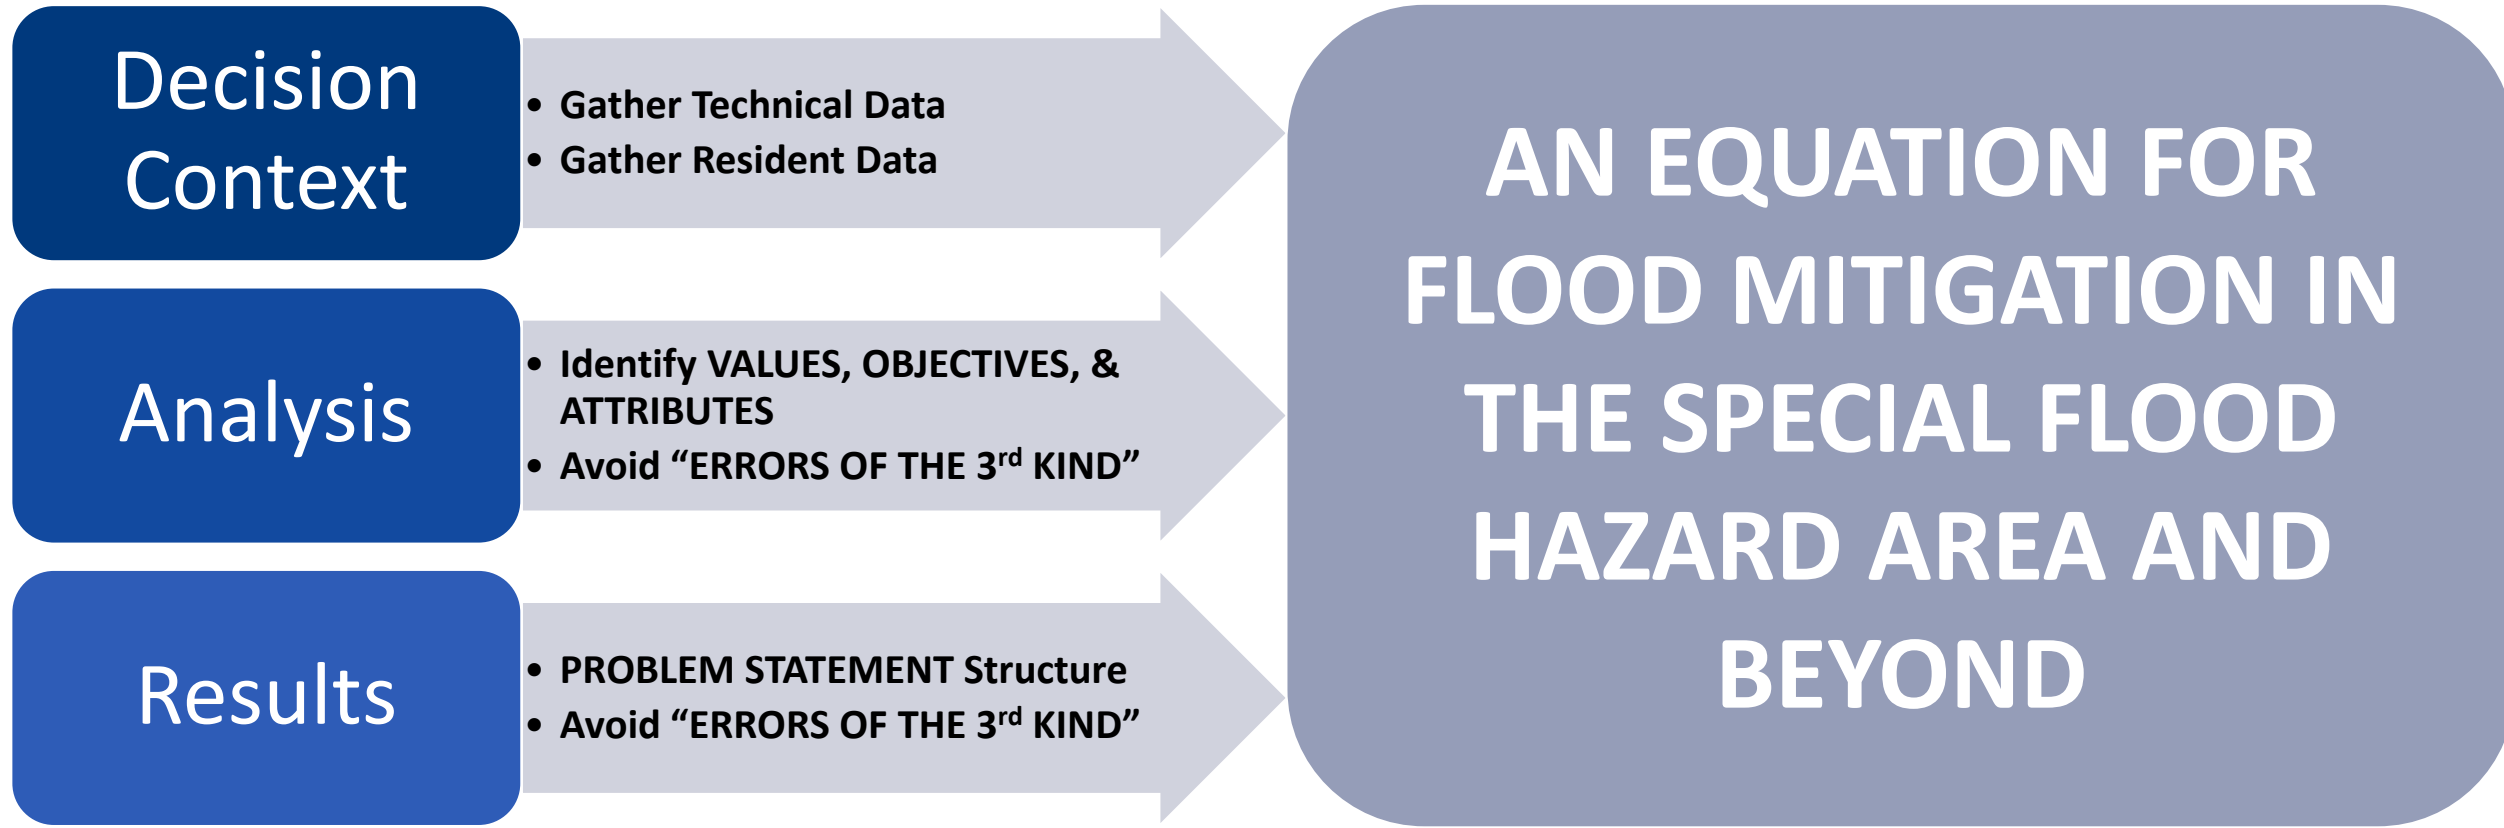 Decision
Context
• Gather Technical Data
• Gather Resident Data
Analysis
• Identify VALUES, OBJECTIVES, &
ATTRIBUTES
• Avoid “ERRORS OF THE 3rd KIND”
Results
• PROBLEM STATEMENT Structure
• Avoid “ERRORS OF THE 3rd KIND”
AN EQUATION FOR
FLOOD MITIGATION IN
THE SPECIAL FLOOD
HAZARD AREA AND
BEYOND